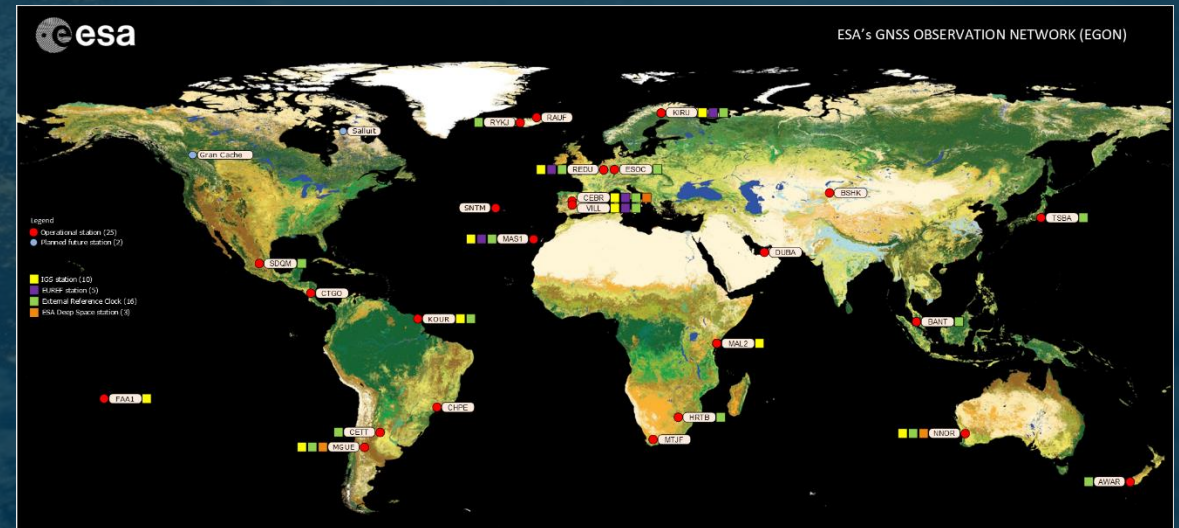 esa
ESA's GNSS OBSERVATION NETWORK (EGON)
KIRU
RYKJ
RAUF
Salluit
Gran Cache
REDU
ESOC
CEBR
VILL
BSHK
SNTM
TSBA
MAS1
DUBA
Legend
Operational station (25)
Planned future station (2)
SDQM
IGS station (10)
EUREF station (5)
External Reference Clock (16)
ESA Deep Space station (3)
CTGO
KOUR
BANT
MAL2
FAA1
CHPE
HRTB
CETT
MGUE
MTJF
NNOR
AWAR